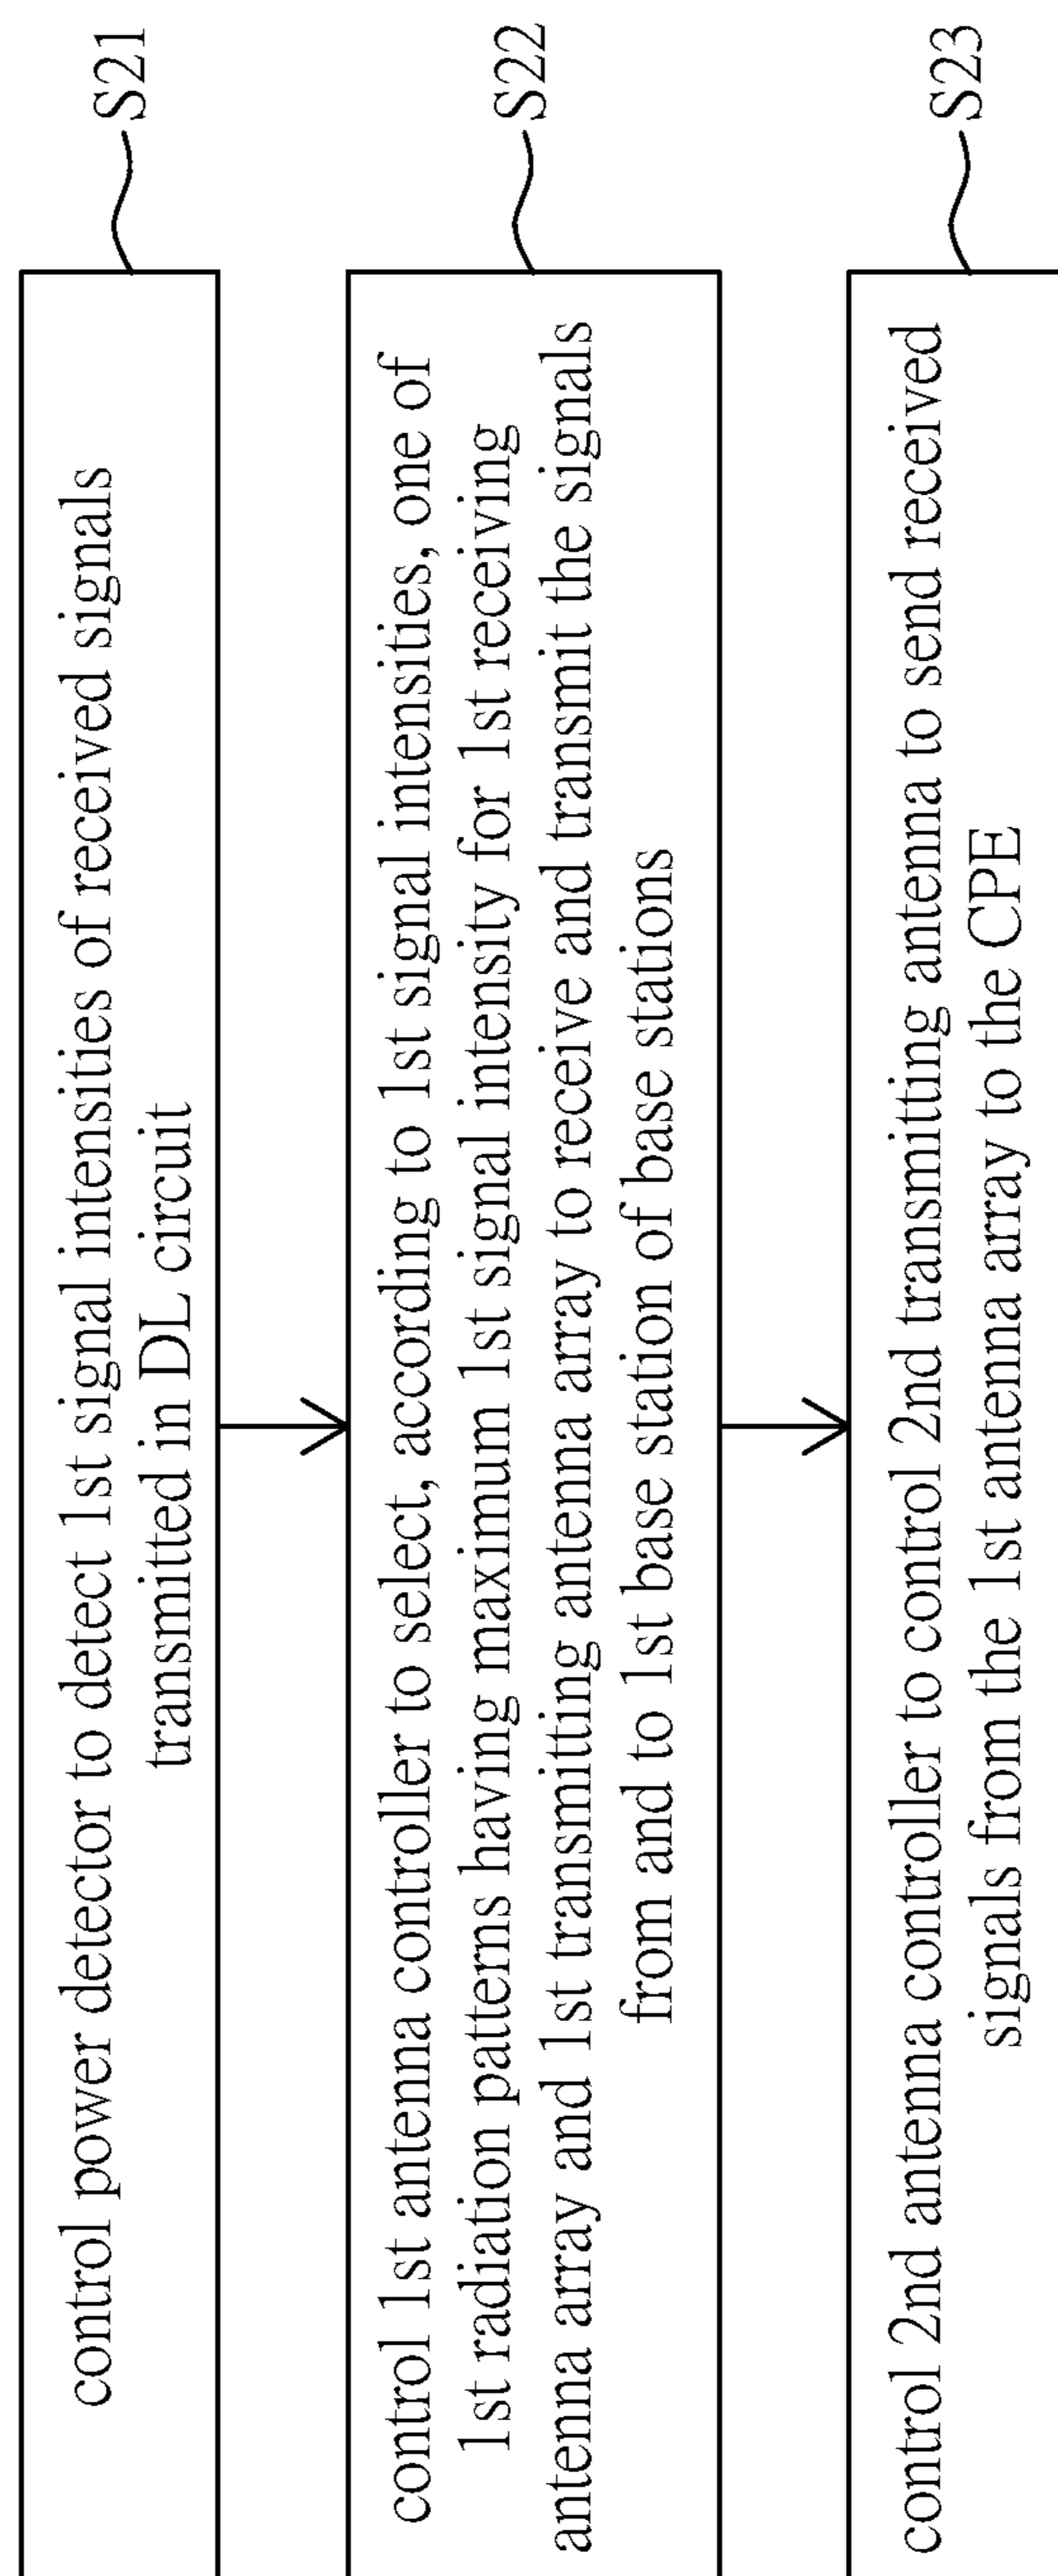 control power detector to detect 1st signal intensities of received signals
transmitted in DL circuit
S21
control 1st antenna controller to select, according to 1st signal intensities, one of
1st radiation patterns having maximum 1st signal intensity for 1st receiving
antenna array and 1st transmitting antenna array to receive and transmit the signals
from and to 1st base station of base stations
S22
control 2nd antenna controller to control 2nd transmitting antenna to send received
signals from the 1st antenna array to the CPE
S23